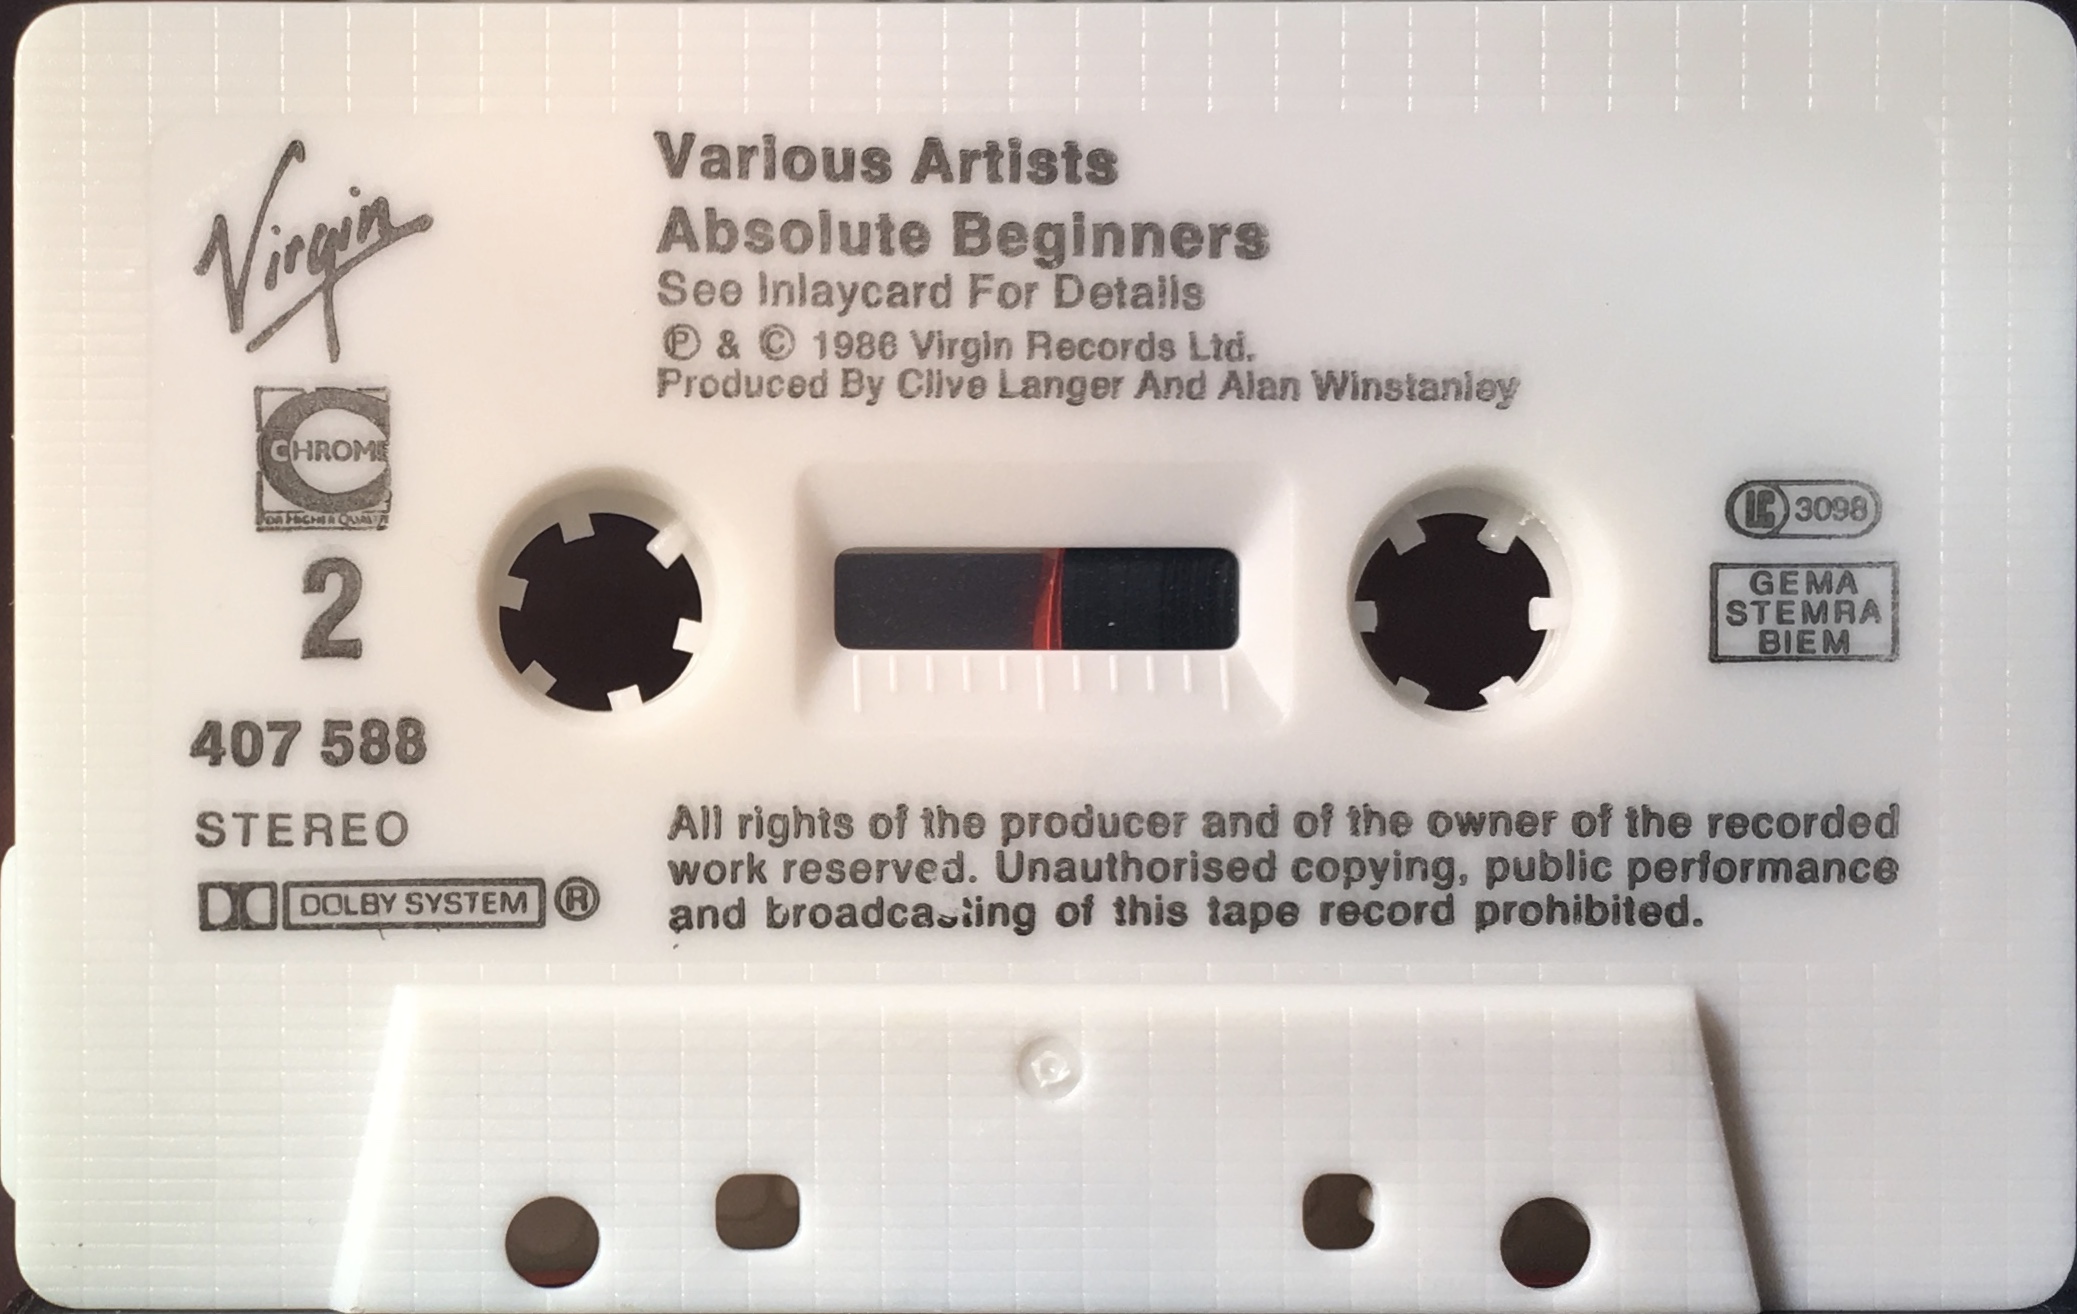 Virgin
Various Artists
Absolute Beginners
See Inlaycard For Details
Ⓟ & © 1986 Virgin Records Ltd.
Produced By Clive Langer And Alan Winstanley
CHROME
FOR HIGHER QUALITY
2
LC 3098
GEMA
STEMRA
BIEM
407 588
STEREO
DOLBY SYSTEM ®
All rights of the producer and of the owner of the recorded
work reserved. Unauthorised copying, public performance
and broadcasting of this tape record prohibited.